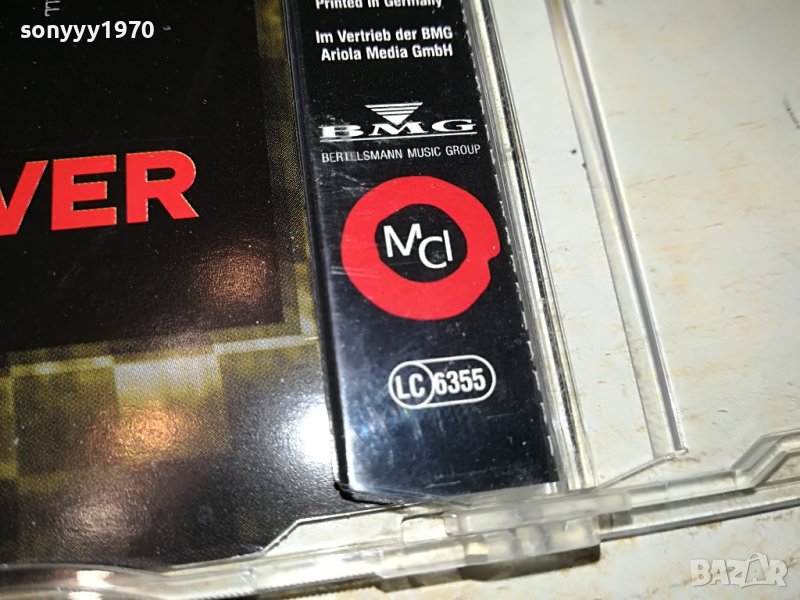 sonyyy1970
Printed in Germany
Im Vertrieb der BMG
Ariola Media GmbH
BMG
BERTELSMANN MUSIC GROUP
VER
MCI
LC 6355
BAZAR